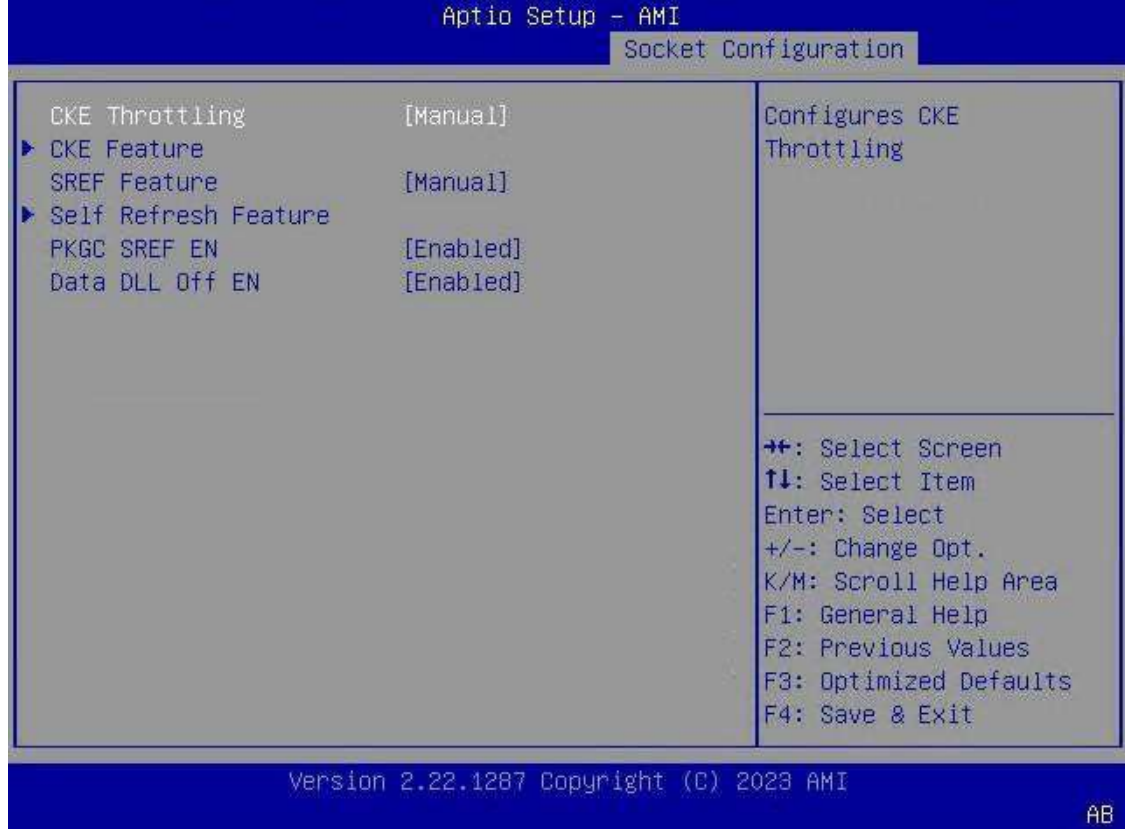 Aptio Setup – AMI
Socket Configuration
CKE Throttling [Manual]
CKE Feature
SREF Feature [Manual]
Self Refresh Feature
PKGC SREF EN [Enabled]
Data DLL Off EN [Enabled]
Configures CKE
Throttling
→←: Select Screen
↑↓: Select Item
Enter: Select
+/-: Change Opt.
K/M: Scroll Help Area
F1: General Help
F2: Previous Values
F3: Optimized Defaults
F4: Save & Exit
Version 2.22.1287 Copyright (C) 2023 AMI
AB